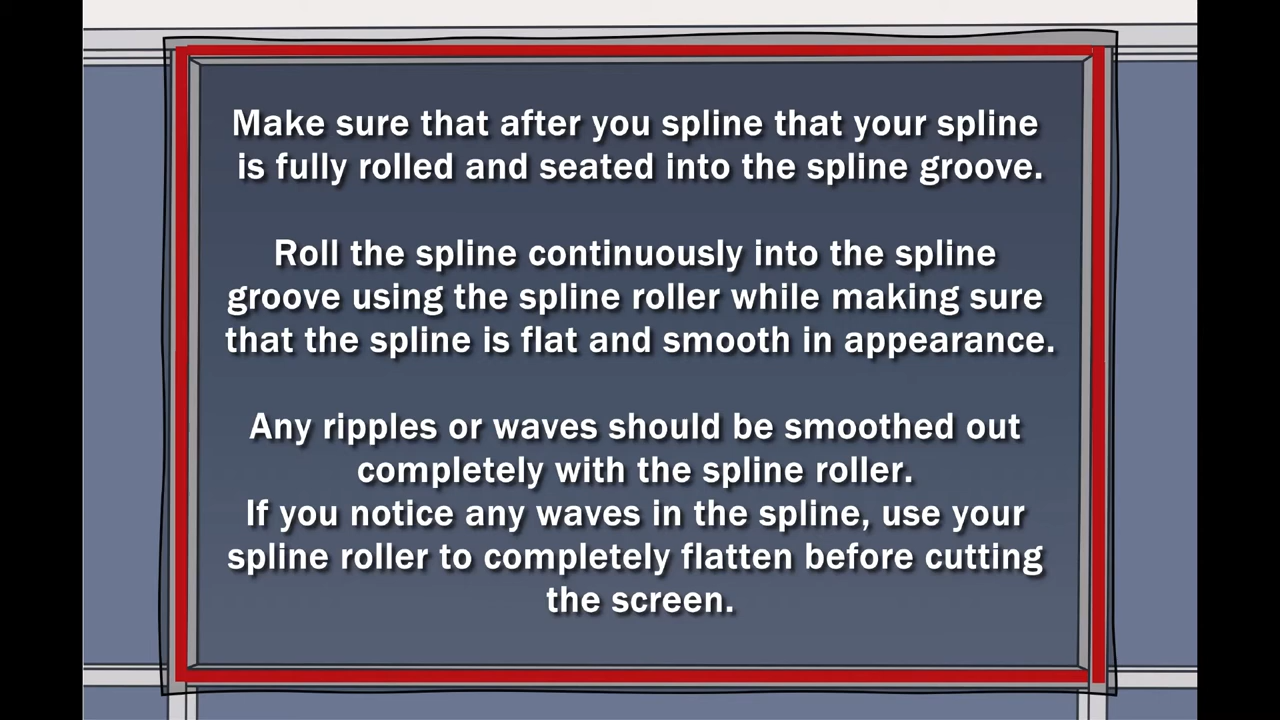 Make sure that after you spline that your spline
is fully rolled and seated into the spline groove.
Roll the spline continuously into the spline
groove using the spline roller while making sure
that the spline is flat and smooth in appearance.
Any ripples or waves should be smoothed out
completely with the spline roller.
If you notice any waves in the spline, use your
spline roller to completely flatten before cutting
the screen.